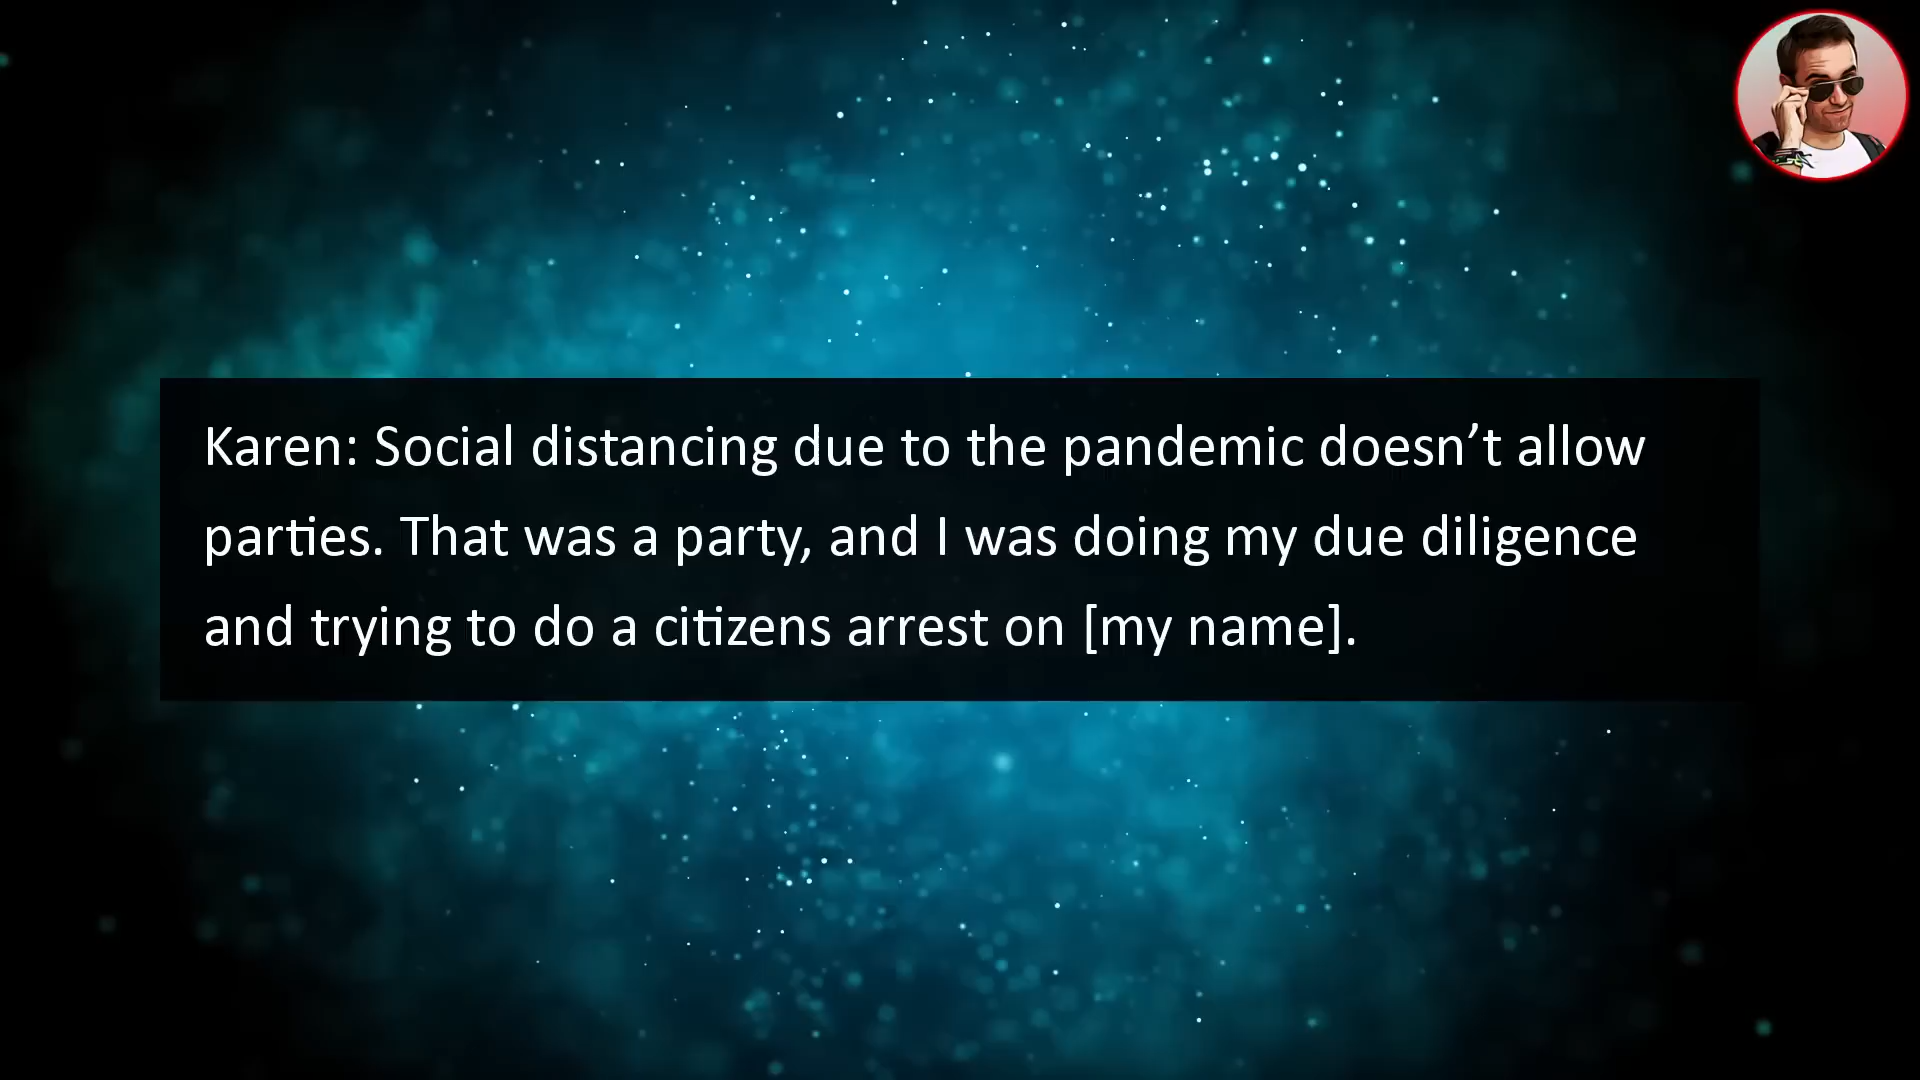 Karen: Social distancing due to the pandemic doesn’t allow
parties. That was a party, and I was doing my due diligence
and trying to do a citizens arrest on [my name].